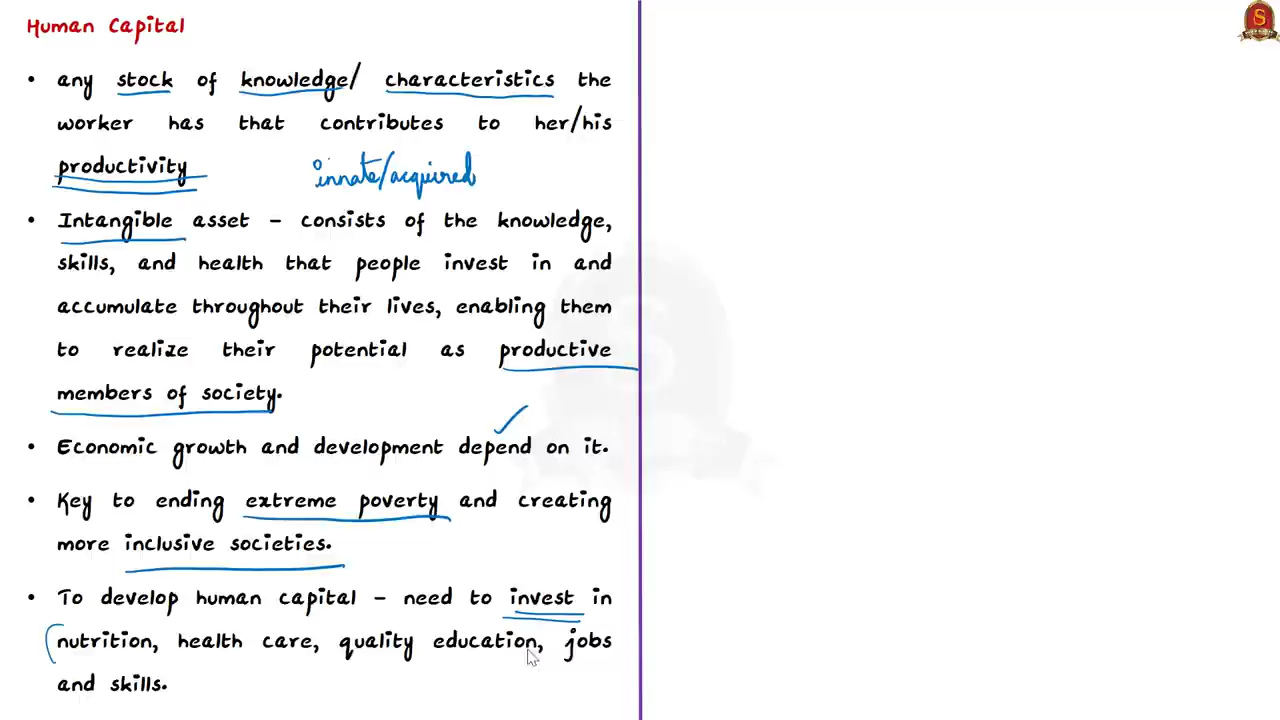 Human Capital
• any stock of knowledge/ characteristics the
worker has that contributes to her/his
productivity innate/acquired
• Intangible asset – consists of the knowledge,
skills, and health that people invest in and
accumulate throughout their lives, enabling them
to realize their potential as productive
members of society.
• Economic growth and development depend on it.
• Key to ending extreme poverty and creating
more inclusive societies.
• To develop human capital – need to invest in
nutrition, health care, quality education, jobs
and skills.